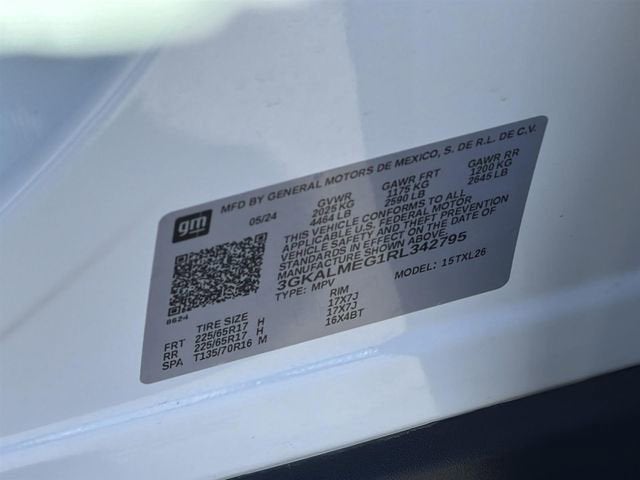 gm
MFD BY GENERAL MOTORS DE MEXICO, S. DE R.L. DE C.V.
05/24 GVWR GAWR FRT GAWR RR
2025 KG 1175 KG 1200 KG
4464 LB 2590 LB 2645 LB
THIS VEHICLE CONFORMS TO ALL
APPLICABLE U.S. FEDERAL MOTOR
VEHICLE SAFETY AND THEFT PREVENTION
STANDARDS IN EFFECT ON THE DATE OF
MANUFACTURE SHOWN ABOVE.
3GKALMEG1RL342795
TYPE: MPV MODEL: 15TXL26
8624
TIRE SIZE RIM
FRT 225/65R17 H 17X7J
RR 225/65R17 H 17X7J
SPA T135/70R16 M 16X4BT